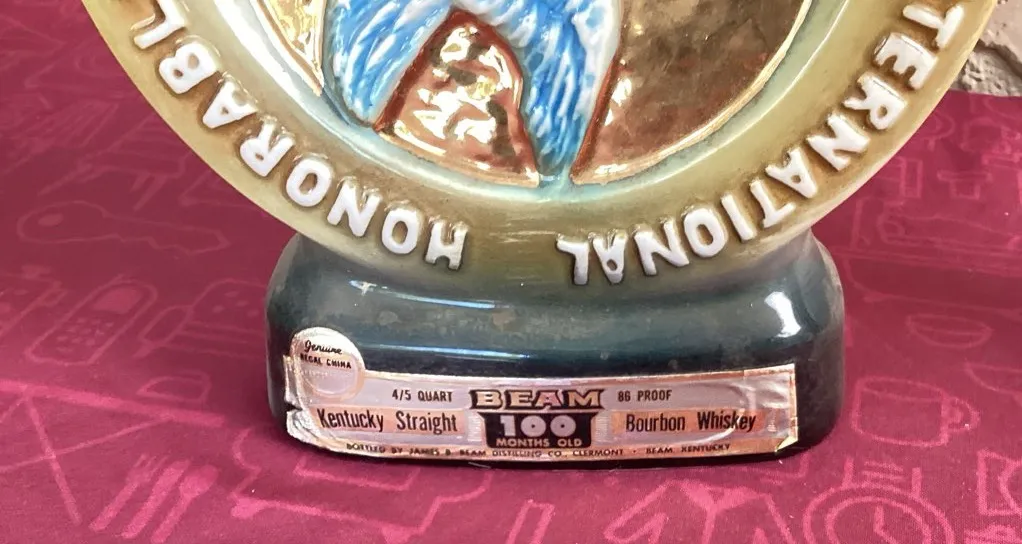 HONORABL
TERNATIONAL
Genuine
REGAL CHINA
4/5 QUART BEAM 86 PROOF
Kentucky Straight 100 Bourbon Whiskey
MONTHS OLD
BOTTLED BY JAMES B. BEAM DISTILLING CO., CLERMONT · BEAM, KENTUCKY